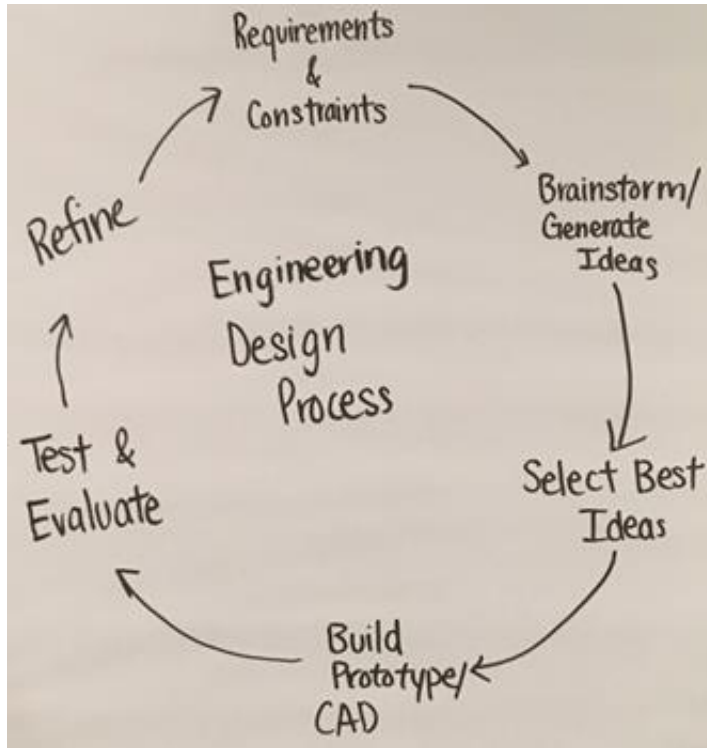 Requirements
&
Constraints
Brainstorm/
Generate
Ideas
Select Best
Ideas
Build
Prototype/
CAD
Test &
Evaluate
Refine
Engineering
Design
Process